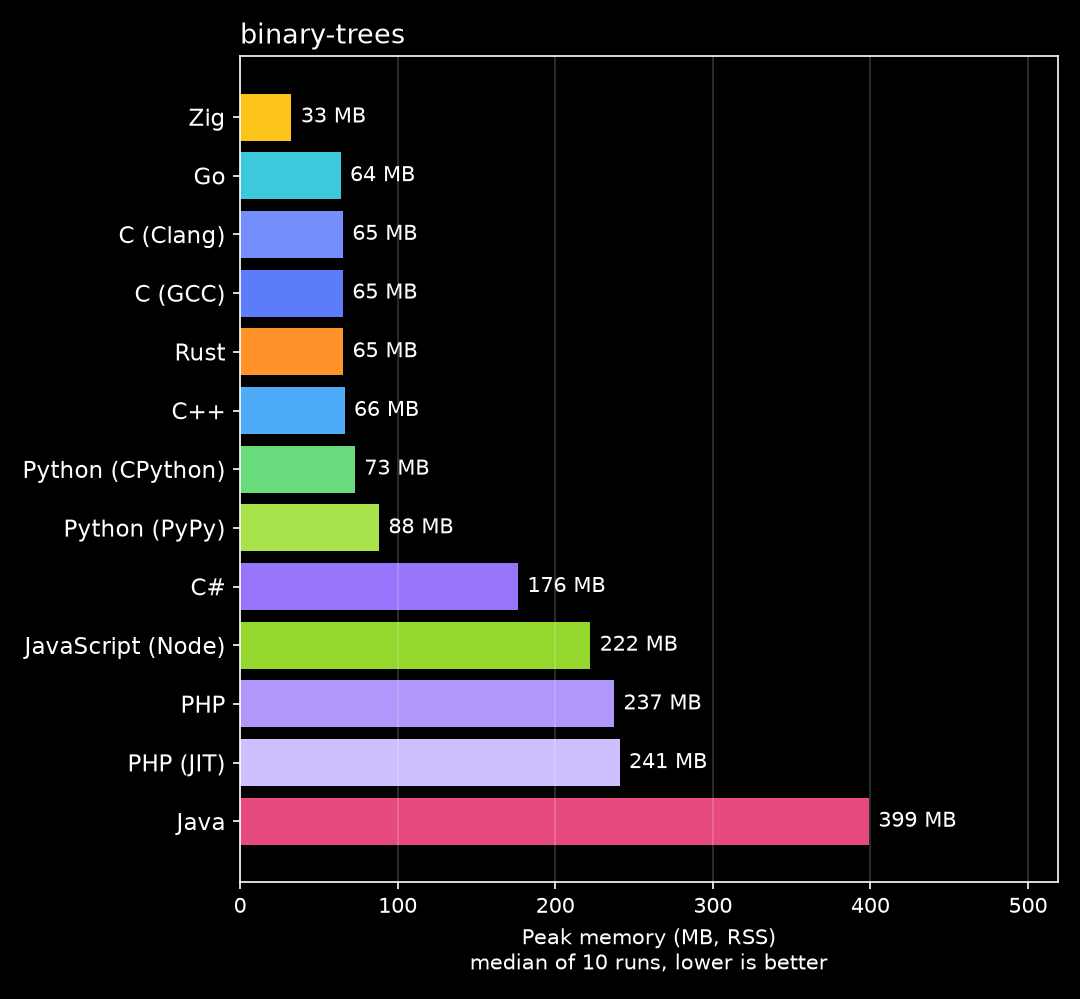 binary-trees
Zig 33 MB
Go 64 MB
C (Clang) 65 MB
C (GCC) 65 MB
Rust 65 MB
C++ 66 MB
Python (CPython) 73 MB
Python (PyPy) 88 MB
C# 176 MB
JavaScript (Node) 222 MB
PHP 237 MB
PHP (JIT) 241 MB
Java 399 MB
0 100 200 300 400 500
Peak memory (MB, RSS)
median of 10 runs, lower is better